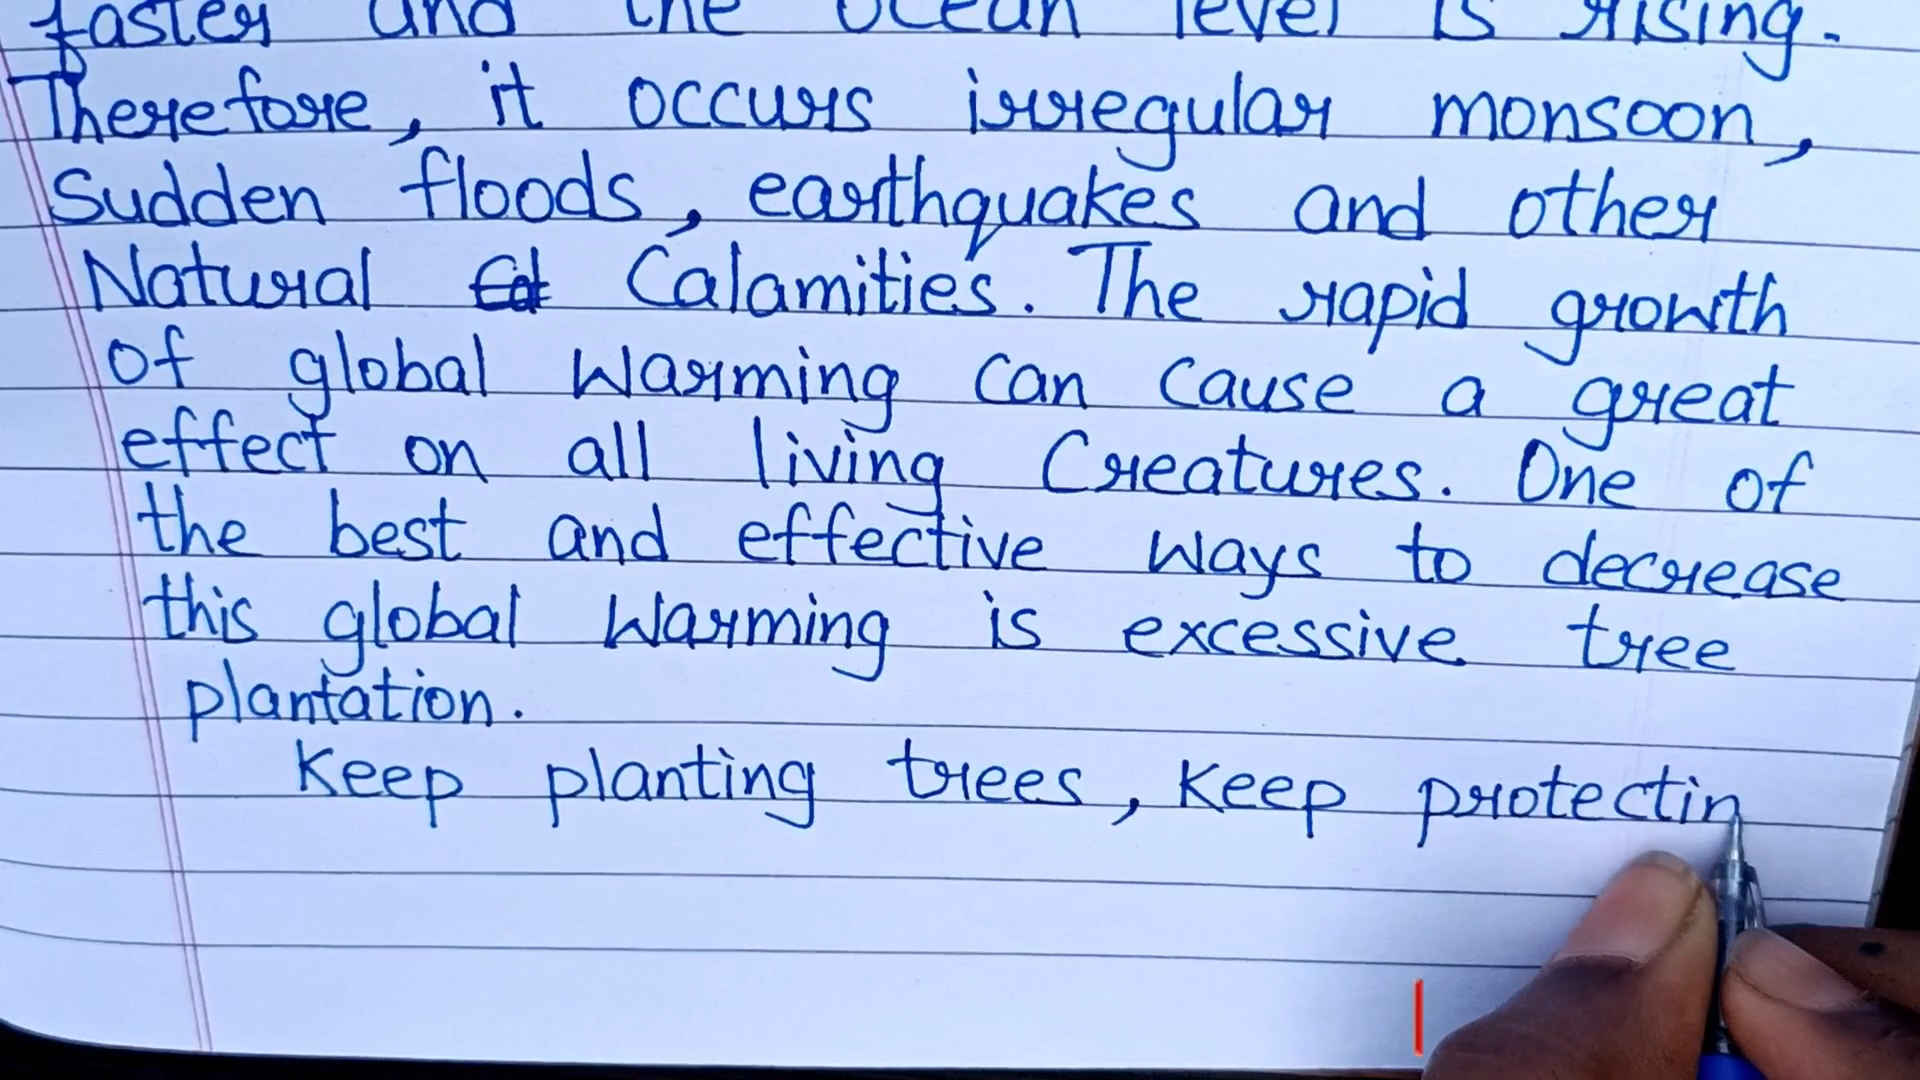 faster and the ocean level is rising.
Therefore, it occurs irregular monsoon,
Sudden floods, earthquakes and other
Natural Cat Calamities. The rapid growth
of global Warming can cause a great
effect on all living Creatures. One of
the best and effective ways to decrease
this global Warming is excessive tree
plantation.
Keep planting trees, Keep protectin